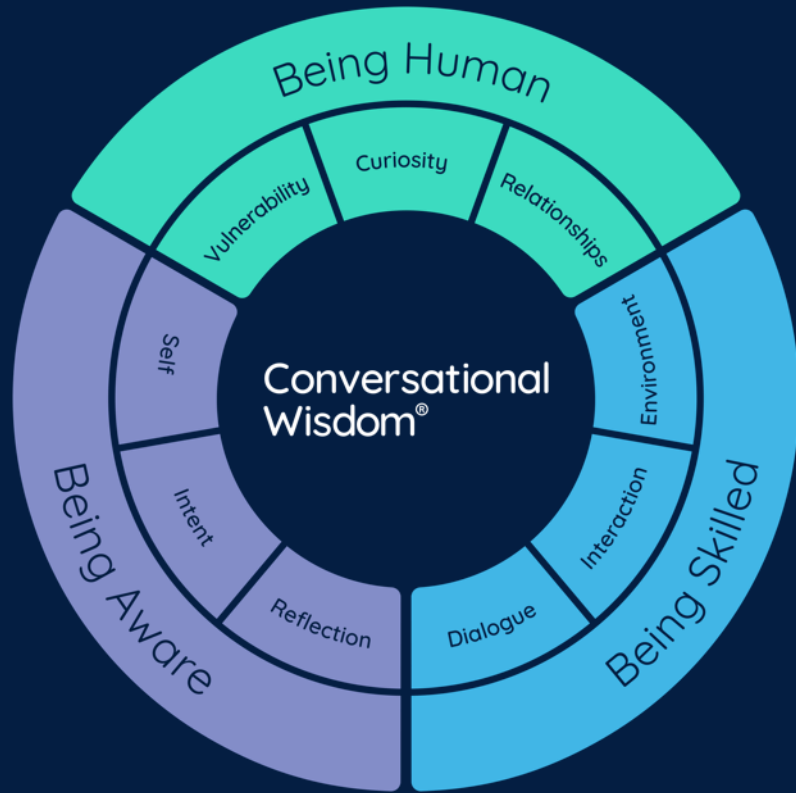 Being Human
Vulnerability
Curiosity
Relationships
Self
Environment
Conversational
Wisdom®
Intent
Interaction
Reflection
Dialogue
Being Aware
Being Skilled